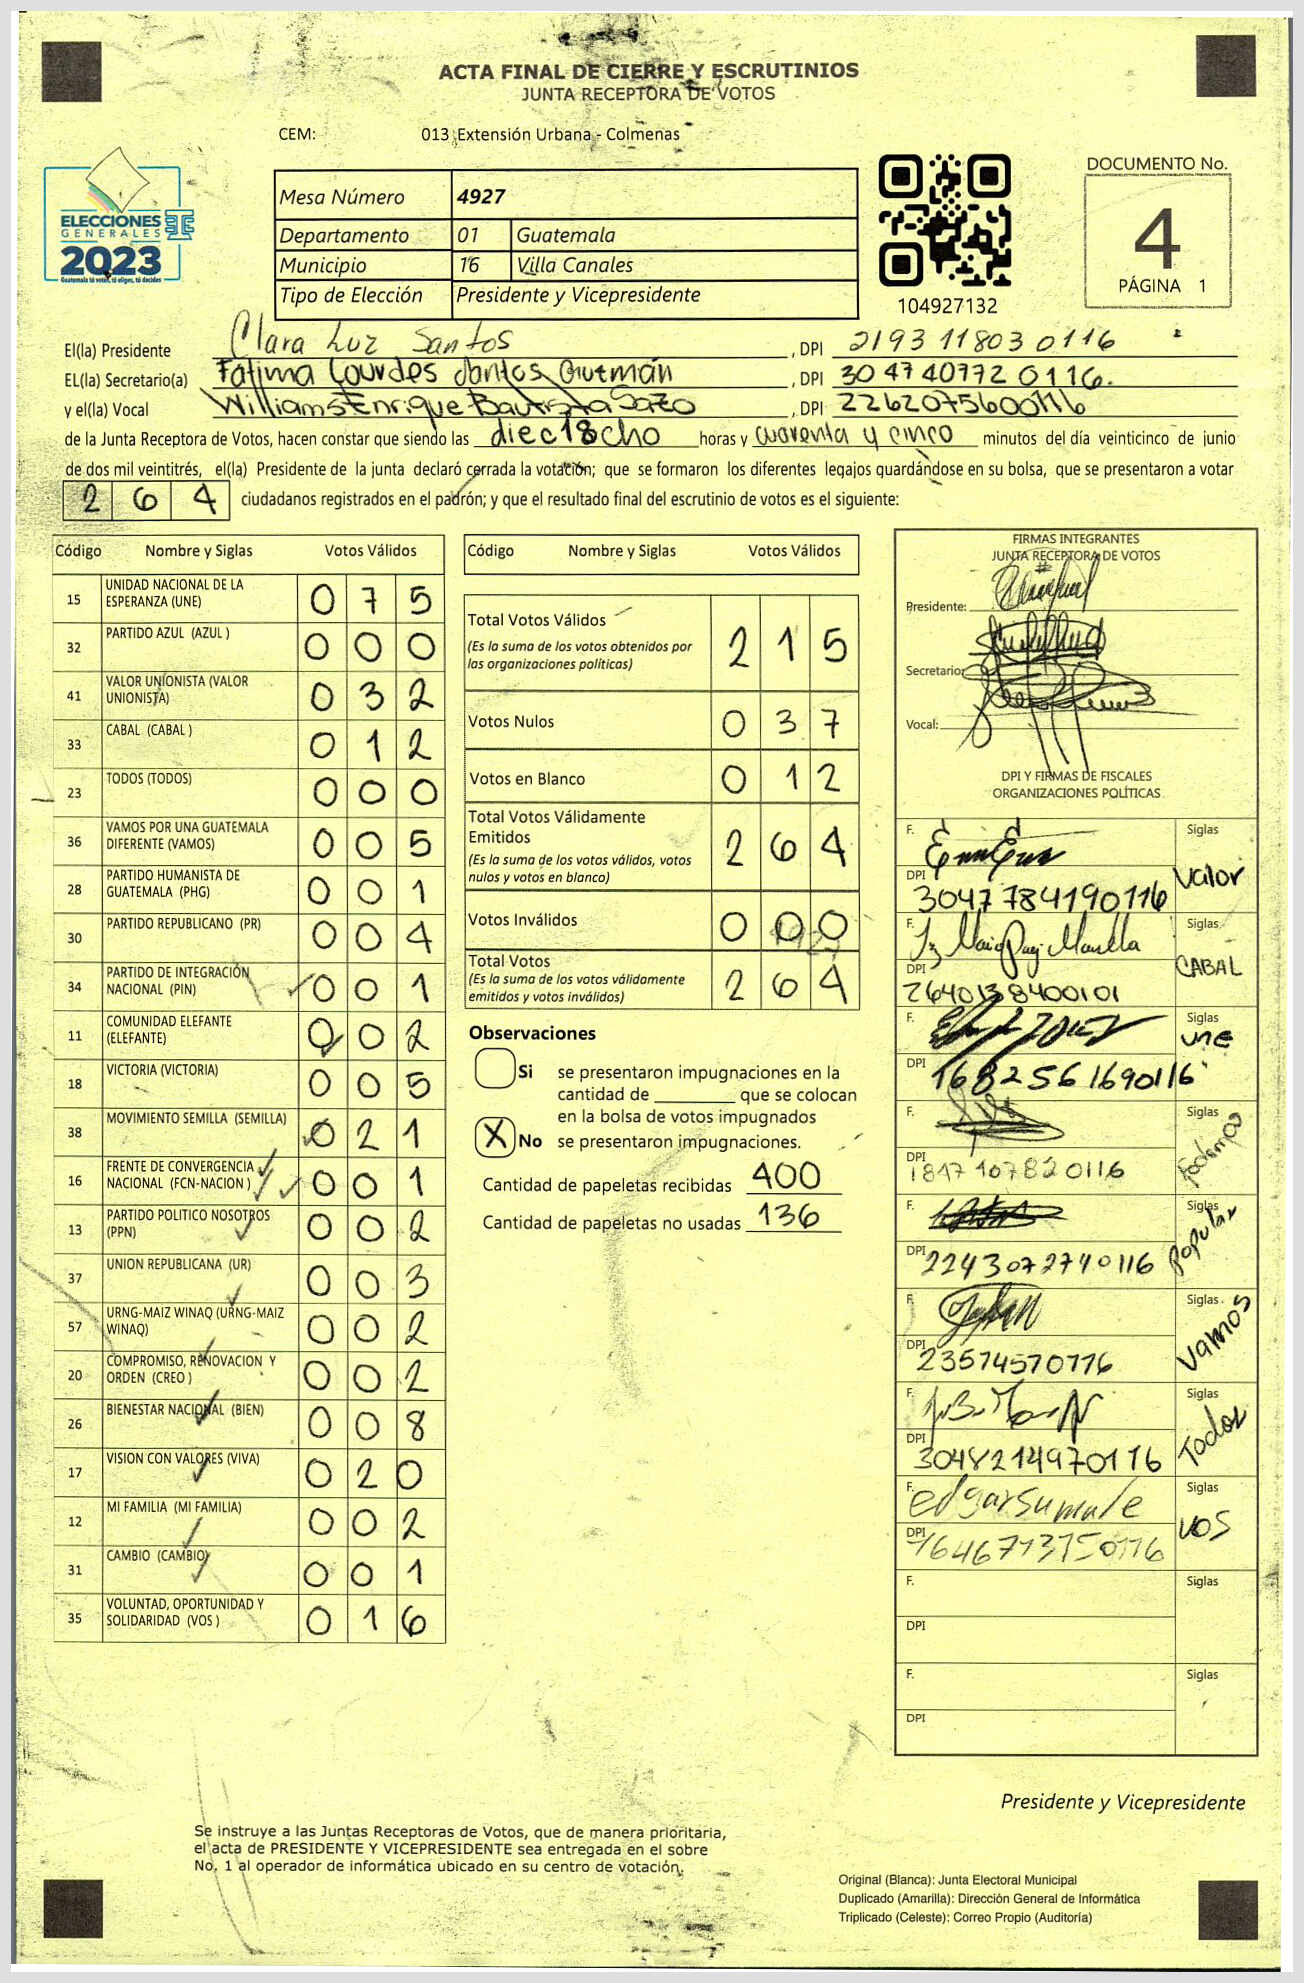 ACTA FINAL DE CIERRE Y ESCRUTINIOS
JUNTA RECEPTORA DE VOTOS
CEM: 013 Extensión Urbana - Colmenas
ELECCIONES
GENERALES
2023
Guatemala tú votas, tú eliges, tú decides
Mesa Número 4927
Departamento 01 Guatemala
Municipio 16 Villa Canales
Tipo de Elección Presidente y Vicepresidente
104927132
DOCUMENTO No.
4
PÁGINA 1
El(la) Presidente Clara Luz Santos, DPI 2193 11803 0116
EL(la) Secretario(a) Fátima Lourdes Santos Guzmán, DPI 30474 0772 0116.
y el(la) Vocal Williams Enrique Bautista Sazo, DPI 2262075600116
de la Junta Receptora de Votos, hacen constar que siendo las diec18cho horas y cuarenta y cinco minutos del día veinticinco de junio
de dos mil veintitrés, el(la) Presidente de la junta declaró cerrada la votación; que se formaron los diferentes legajos guardándose en su bolsa, que se presentaron a votar
2 6 4 ciudadanos registrados en el padrón; y que el resultado final del escrutinio de votos es el siguiente:
Código Nombre y Siglas Votos Válidos
15 UNIDAD NACIONAL DE LA ESPERANZA (UNE) 0 7 5
32 PARTIDO AZUL (AZUL ) 0 0 0
41 VALOR UNIONISTA (VALOR UNIONISTA) 0 3 2
33 CABAL (CABAL ) 0 1 2
23 TODOS (TODOS) 0 0 0
36 VAMOS POR UNA GUATEMALA DIFERENTE (VAMOS) 0 0 5
28 PARTIDO HUMANISTA DE GUATEMALA (PHG) 0 0 1
30 PARTIDO REPUBLICANO (PR) 0 0 4
34 PARTIDO DE INTEGRACIÓN NACIONAL (PIN) 0 0 1
11 COMUNIDAD ELEFANTE (ELEFANTE) 0 0 2
18 VICTORIA (VICTORIA) 0 0 5
38 MOVIMIENTO SEMILLA (SEMILLA) 0 2 1
16 FRENTE DE CONVERGENCIA NACIONAL (FCN-NACION ) 0 0 1
13 PARTIDO POLITICO NOSOTROS (PPN) 0 0 2
37 UNION REPUBLICANA (UR) 0 0 3
57 URNG-MAIZ WINAQ (URNG-MAIZ WINAQ) 0 0 2
20 COMPROMISO, RENOVACION Y ORDEN (CREO ) 0 0 2
26 BIENESTAR NACIONAL (BIEN) 0 0 8
17 VISION CON VALORES (VIVA) 0 2 0
12 MI FAMILIA (MI FAMILIA) 0 0 2
31 CAMBIO (CAMBIO) 0 0 1
35 VOLUNTAD, OPORTUNIDAD Y SOLIDARIDAD (VOS ) 0 1 6
Código Nombre y Siglas Votos Válidos
Total Votos Válidos 2 1 5
(Es la suma de los votos obtenidos por
las organizaciones políticas)
Votos Nulos 0 3 7
Votos en Blanco 0 1 2
Total Votos Válidamente
Emitidos 2 6 4
(Es la suma de los votos válidos, votos
nulos y votos en blanco)
Votos Inválidos 0 0 0
Total Votos 2 6 4
(Es la suma de los votos válidamente
emitidos y votos inválidos)
Observaciones
Si se presentaron impugnaciones en la
cantidad de ________ que se colocan
en la bolsa de votos impugnados
X No se presentaron impugnaciones.
Cantidad de papeletas recibidas 400
Cantidad de papeletas no usadas 136
FIRMAS INTEGRANTES
JUNTA RECEPTORA DE VOTOS
Presidente:
Secretario:
Vocal:
DPI Y FIRMAS DE FISCALES
ORGANIZACIONES POLÍTICAS
F. Siglas Valor
DPI 3047784190116
F. Siglas CABAL
DPI 2640138400101
F. Siglas UNE
DPI 1682561690116
F. Siglas Podemos
DPI 1817107820116
F. Siglas Popular
DPI 2243072740116
F. Siglas Vamos
DPI 23574570116
F. Siglas Todos
DPI 3048214970116
F. Siglas VOS
DPI
F. Siglas
DPI
F. Siglas
DPI
Presidente y Vicepresidente
Se instruye a las Juntas Receptoras de Votos, que de manera prioritaria,
el acta de PRESIDENTE Y VICEPRESIDENTE sea entregada en el sobre
No. 1 al operador de informática ubicado en su centro de votación.
Original (Blanca): Junta Electoral Municipal
Duplicado (Amarilla): Dirección General de Informática
Triplicado (Celeste): Correo Propio (Auditoría)